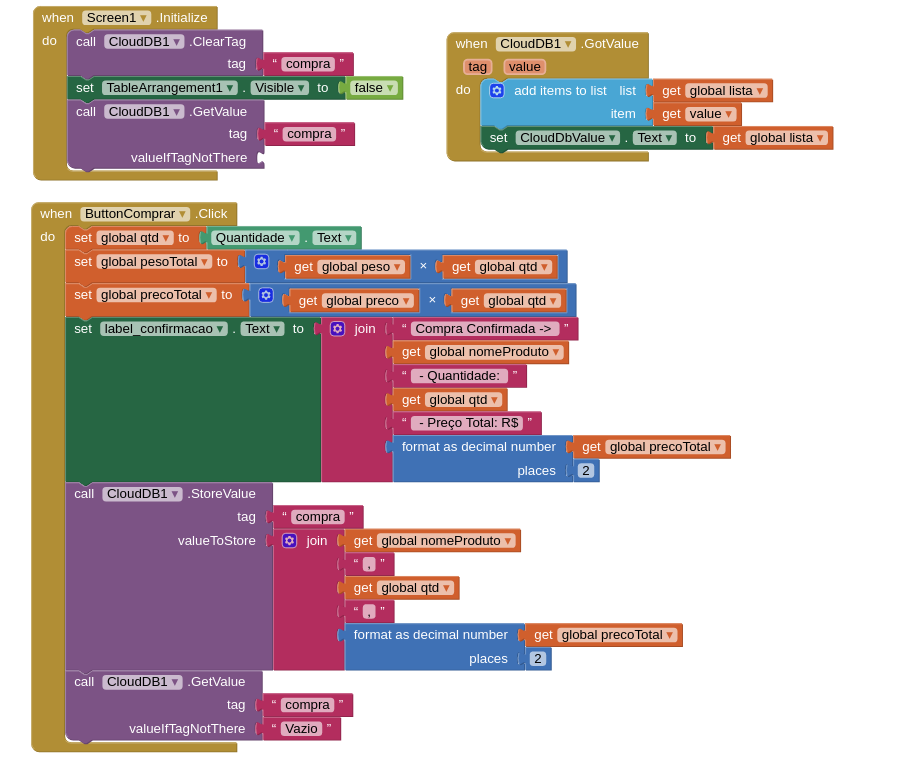 when Screen1 .Initialize
do call CloudDB1 .ClearTag
tag “ compra ”
set TableArrangement1 . Visible to false
call CloudDB1 .GetValue
tag “ compra ”
valueIfTagNotThere
when CloudDB1 .GotValue
tag value
do add items to list list get global lista
item get value
set CloudDbValue . Text to get global lista
when ButtonComprar .Click
do set global qtd to Quantidade . Text
set global pesoTotal to get global peso × get global qtd
set global precoTotal to get global preco × get global qtd
set label_confirmacao . Text to join “ Compra Confirmada -> ”
get global nomeProduto
“ - Quantidade: ”
get global qtd
“ - Preço Total: R$ ”
format as decimal number get global precoTotal
places 2
call CloudDB1 .StoreValue
tag “ compra ”
valueToStore join get global nomeProduto
“ , ”
get global qtd
“ , ”
format as decimal number get global precoTotal
places 2
call CloudDB1 .GetValue
tag “ compra ”
valueIfTagNotThere “ Vazio ”